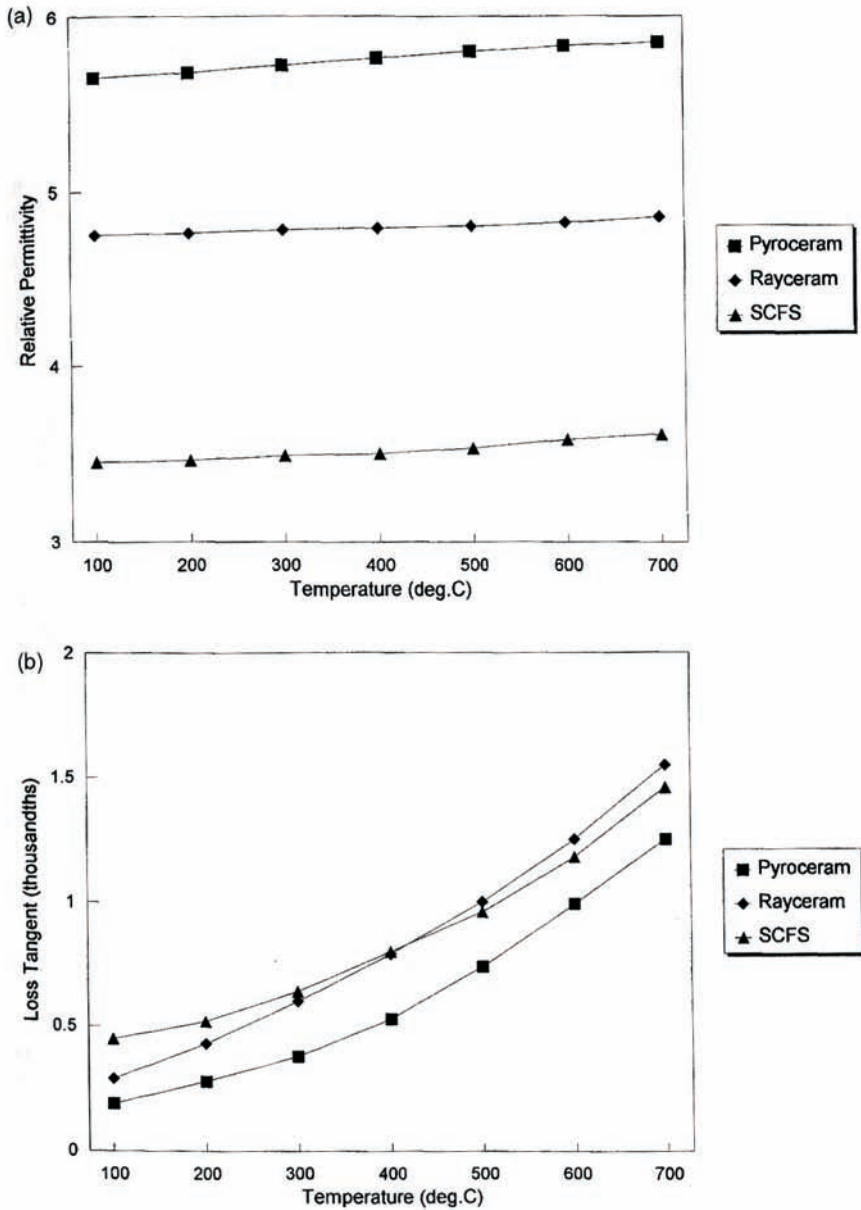 (a)
6
5
4
3
Relative Permittivity
100 200 300 400 500 600 700
Temperature (deg.C)
Pyroceram
Rayceram
SCFS
(b)
2
1.5
1
0.5
0
Loss Tangent (thousandths)
100 200 300 400 500 600 700
Temperature (deg.C)
Pyroceram
Rayceram
SCFS